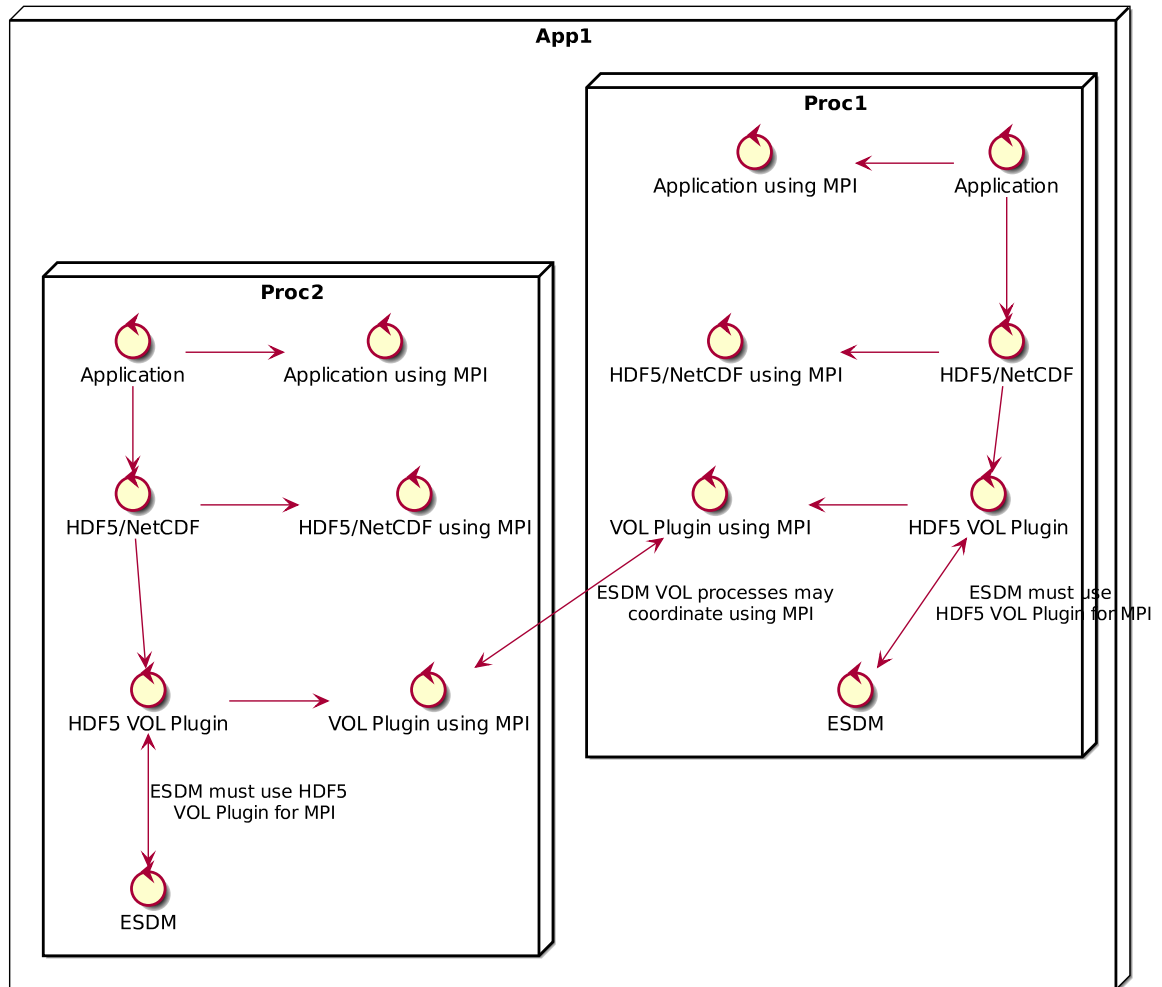 App1
Proc1
Application using MPI
Application
HDF5/NetCDF using MPI
HDF5/NetCDF
VOL Plugin using MPI
HDF5 VOL Plugin
ESDM VOL processes may
coordinate using MPI
ESDM must use
HDF5 VOL Plugin for MPI
ESDM
Proc2
Application
Application using MPI
HDF5/NetCDF
HDF5/NetCDF using MPI
HDF5 VOL Plugin
VOL Plugin using MPI
ESDM must use HDF5
VOL Plugin for MPI
ESDM